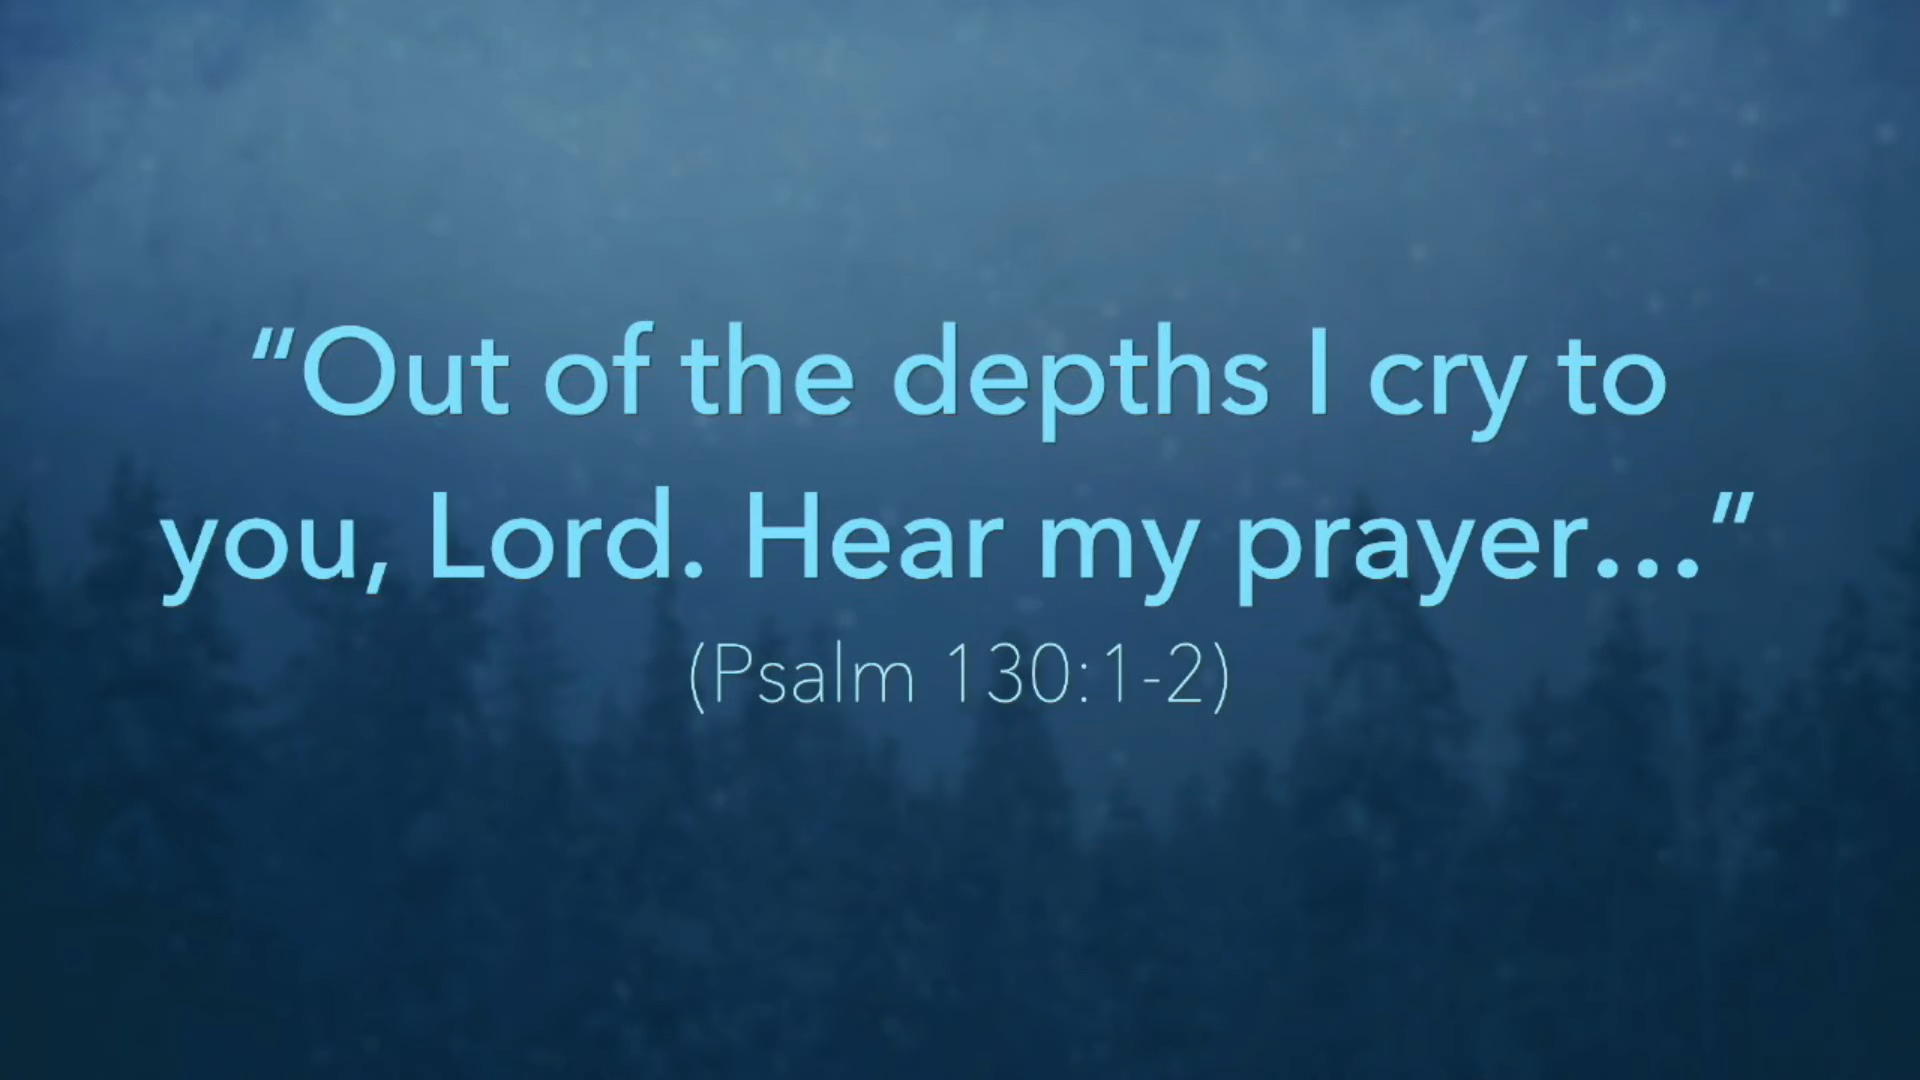 “Out of the depths I cry to
you, Lord. Hear my prayer...”
(Psalm 130:1-2)